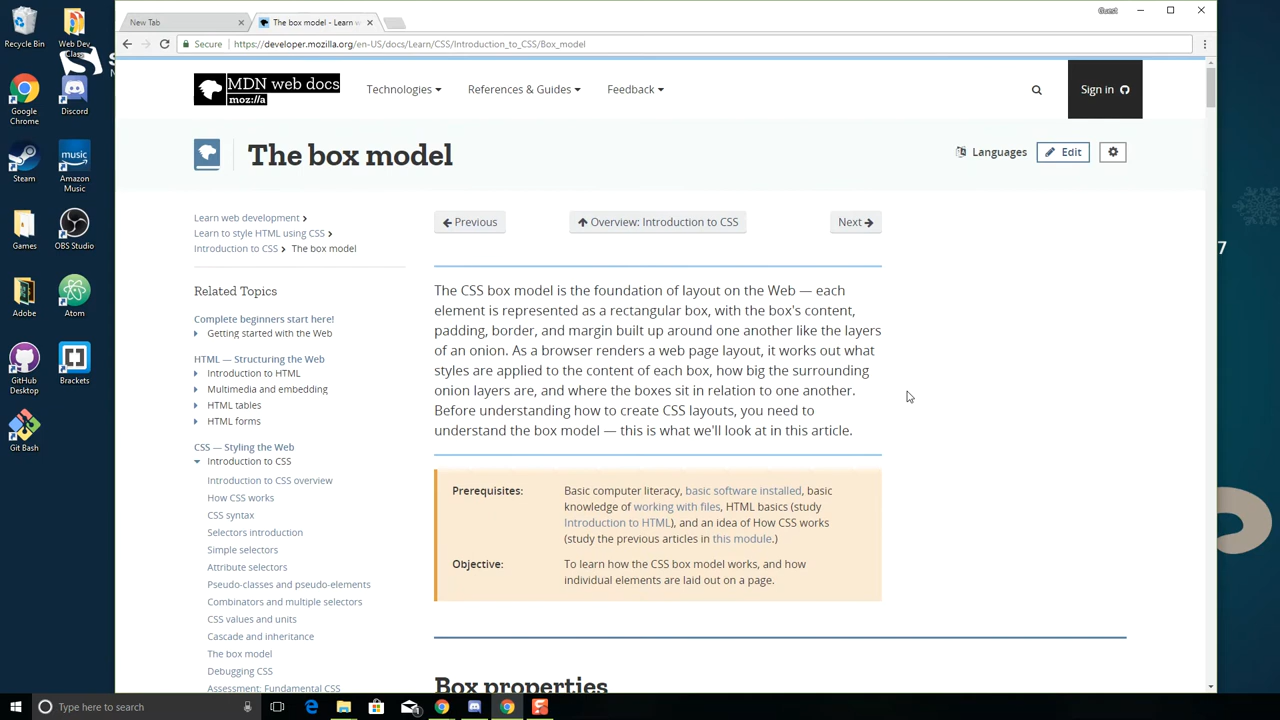 New Tab
The box model - Learn w
Guest
Secure https://developer.mozilla.org/en-US/docs/Learn/CSS/Introduction_to_CSS/Box_model
MDN web docs
moz://a
Technologies
References & Guides
Feedback
Sign in
The box model
Languages
Edit
Learn web development
Learn to style HTML using CSS
Introduction to CSS
The box model
Previous
Overview: Introduction to CSS
Next
Related Topics
Complete beginners start here!
Getting started with the Web
HTML — Structuring the Web
Introduction to HTML
Multimedia and embedding
HTML tables
HTML forms
CSS — Styling the Web
Introduction to CSS
Introduction to CSS overview
How CSS works
CSS syntax
Selectors introduction
Simple selectors
Attribute selectors
Pseudo-classes and pseudo-elements
Combinators and multiple selectors
CSS values and units
Cascade and inheritance
The box model
Debugging CSS
Assessment: Fundamental CSS
The CSS box model is the foundation of layout on the Web — each
element is represented as a rectangular box, with the box's content,
padding, border, and margin built up around one another like the layers
of an onion. As a browser renders a web page layout, it works out what
styles are applied to the content of each box, how big the surrounding
onion layers are, and where the boxes sit in relation to one another.
Before understanding how to create CSS layouts, you need to
understand the box model — this is what we'll look at in this article.
Prerequisites:
Basic computer literacy, basic software installed, basic
knowledge of working with files, HTML basics (study
Introduction to HTML), and an idea of How CSS works
(study the previous articles in this module.)
Objective:
To learn how the CSS box model works, and how
individual elements are laid out on a page.
Box properties
Recycle Bin
Web Dev
Class
Google
Chrome
Discord
Steam
Amazon
Music
music
Games
OBS Studio
Adobe
Atom
GitHub
Desktop
Brackets
Git Bash
7
Type here to search